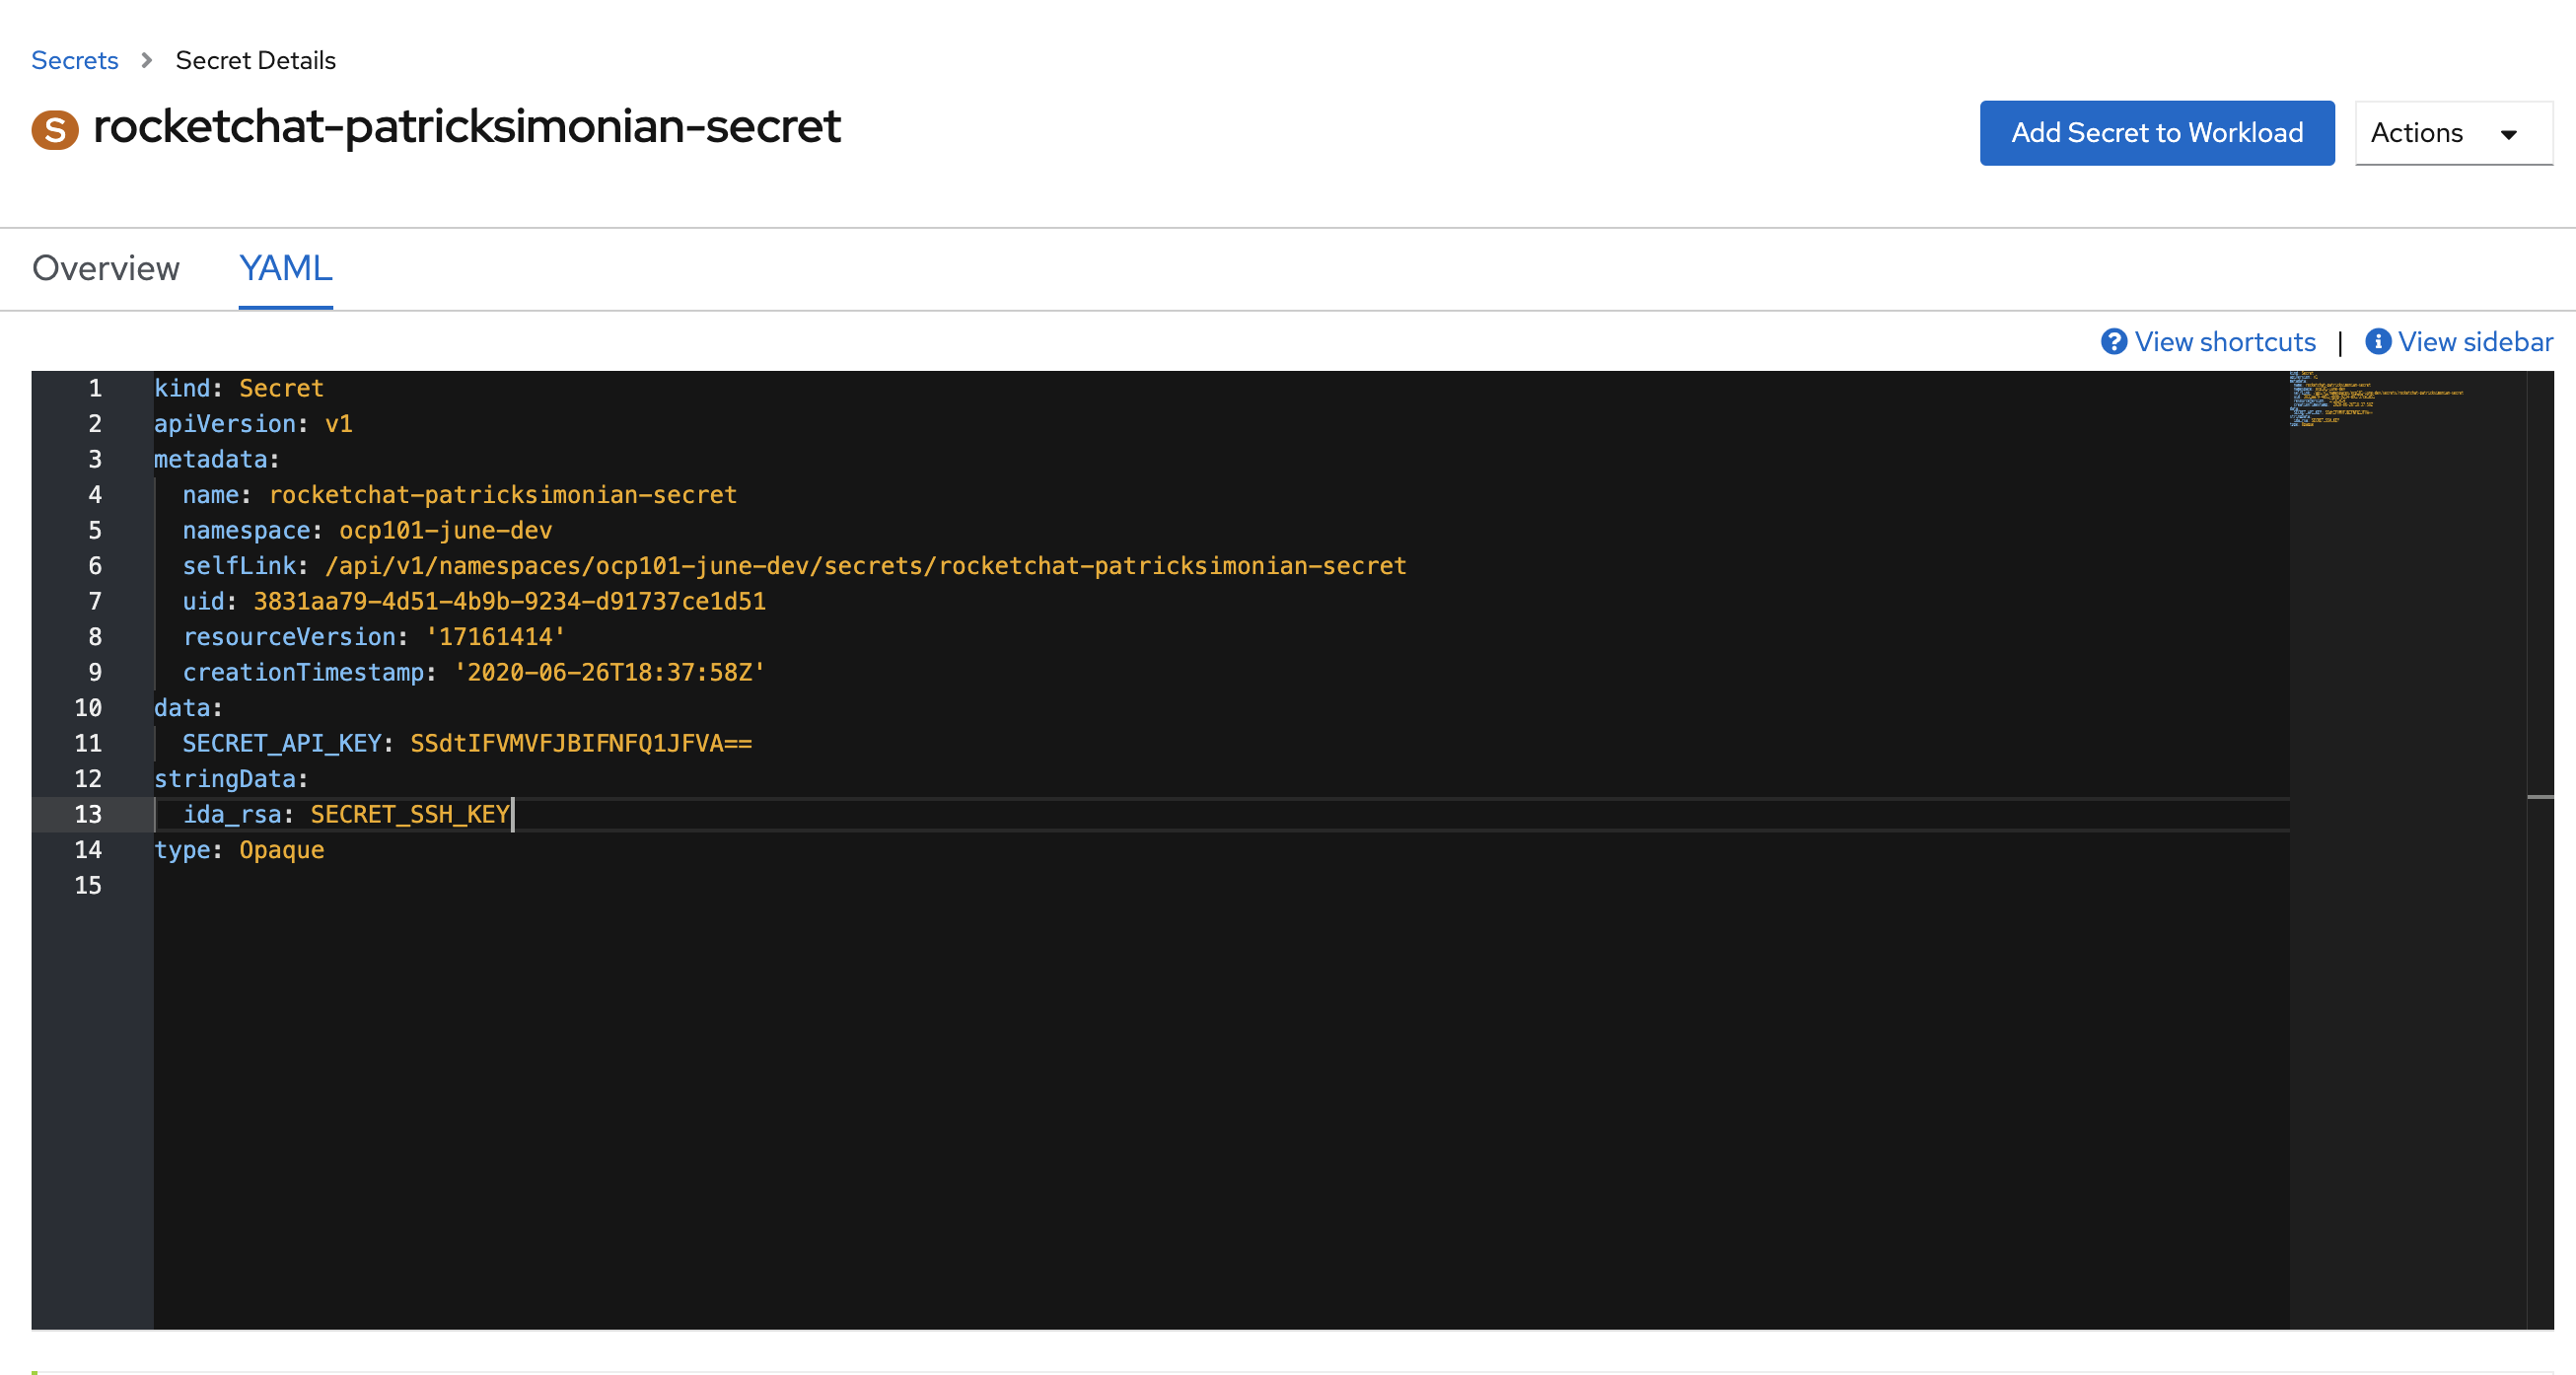 Secrets > Secret Details
S rocketchat-patricksimonian-secret
Add Secret to Workload
Actions
Overview
YAML
View shortcuts | View sidebar
1 kind: Secret
2 apiVersion: v1
3 metadata:
4 name: rocketchat-patricksimonian-secret
5 namespace: ocp101-june-dev
6 selfLink: /api/v1/namespaces/ocp101-june-dev/secrets/rocketchat-patricksimonian-secret
7 uid: 3831aa79-4d51-4b9b-9234-d91737ce1d51
8 resourceVersion: '17161414'
9 creationTimestamp: '2020-06-26T18:37:58Z'
10 data:
11 SECRET_API_KEY: SSdtIFVMVFJBIFNFQ1JFVA==
12 stringData:
13 ida_rsa: SECRET_SSH_KEY
14 type: Opaque
15